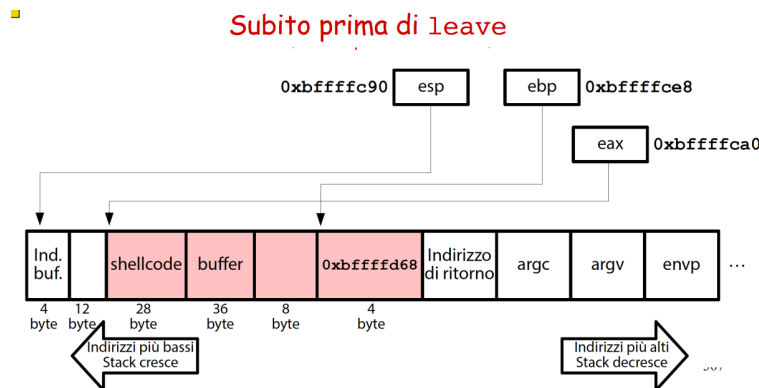 Subito prima di leave
0xbffffc90 esp ebp 0xbffffce8
eax 0xbffffca0
Ind. buf.
shellcode
buffer
0xbffffd68
Indirizzo di ritorno
argc
argv
envp
...
4 byte
12 byte
28 byte
36 byte
8 byte
4 byte
Indirizzi più bassi
Stack cresce
Indirizzi più alti
Stack decresce